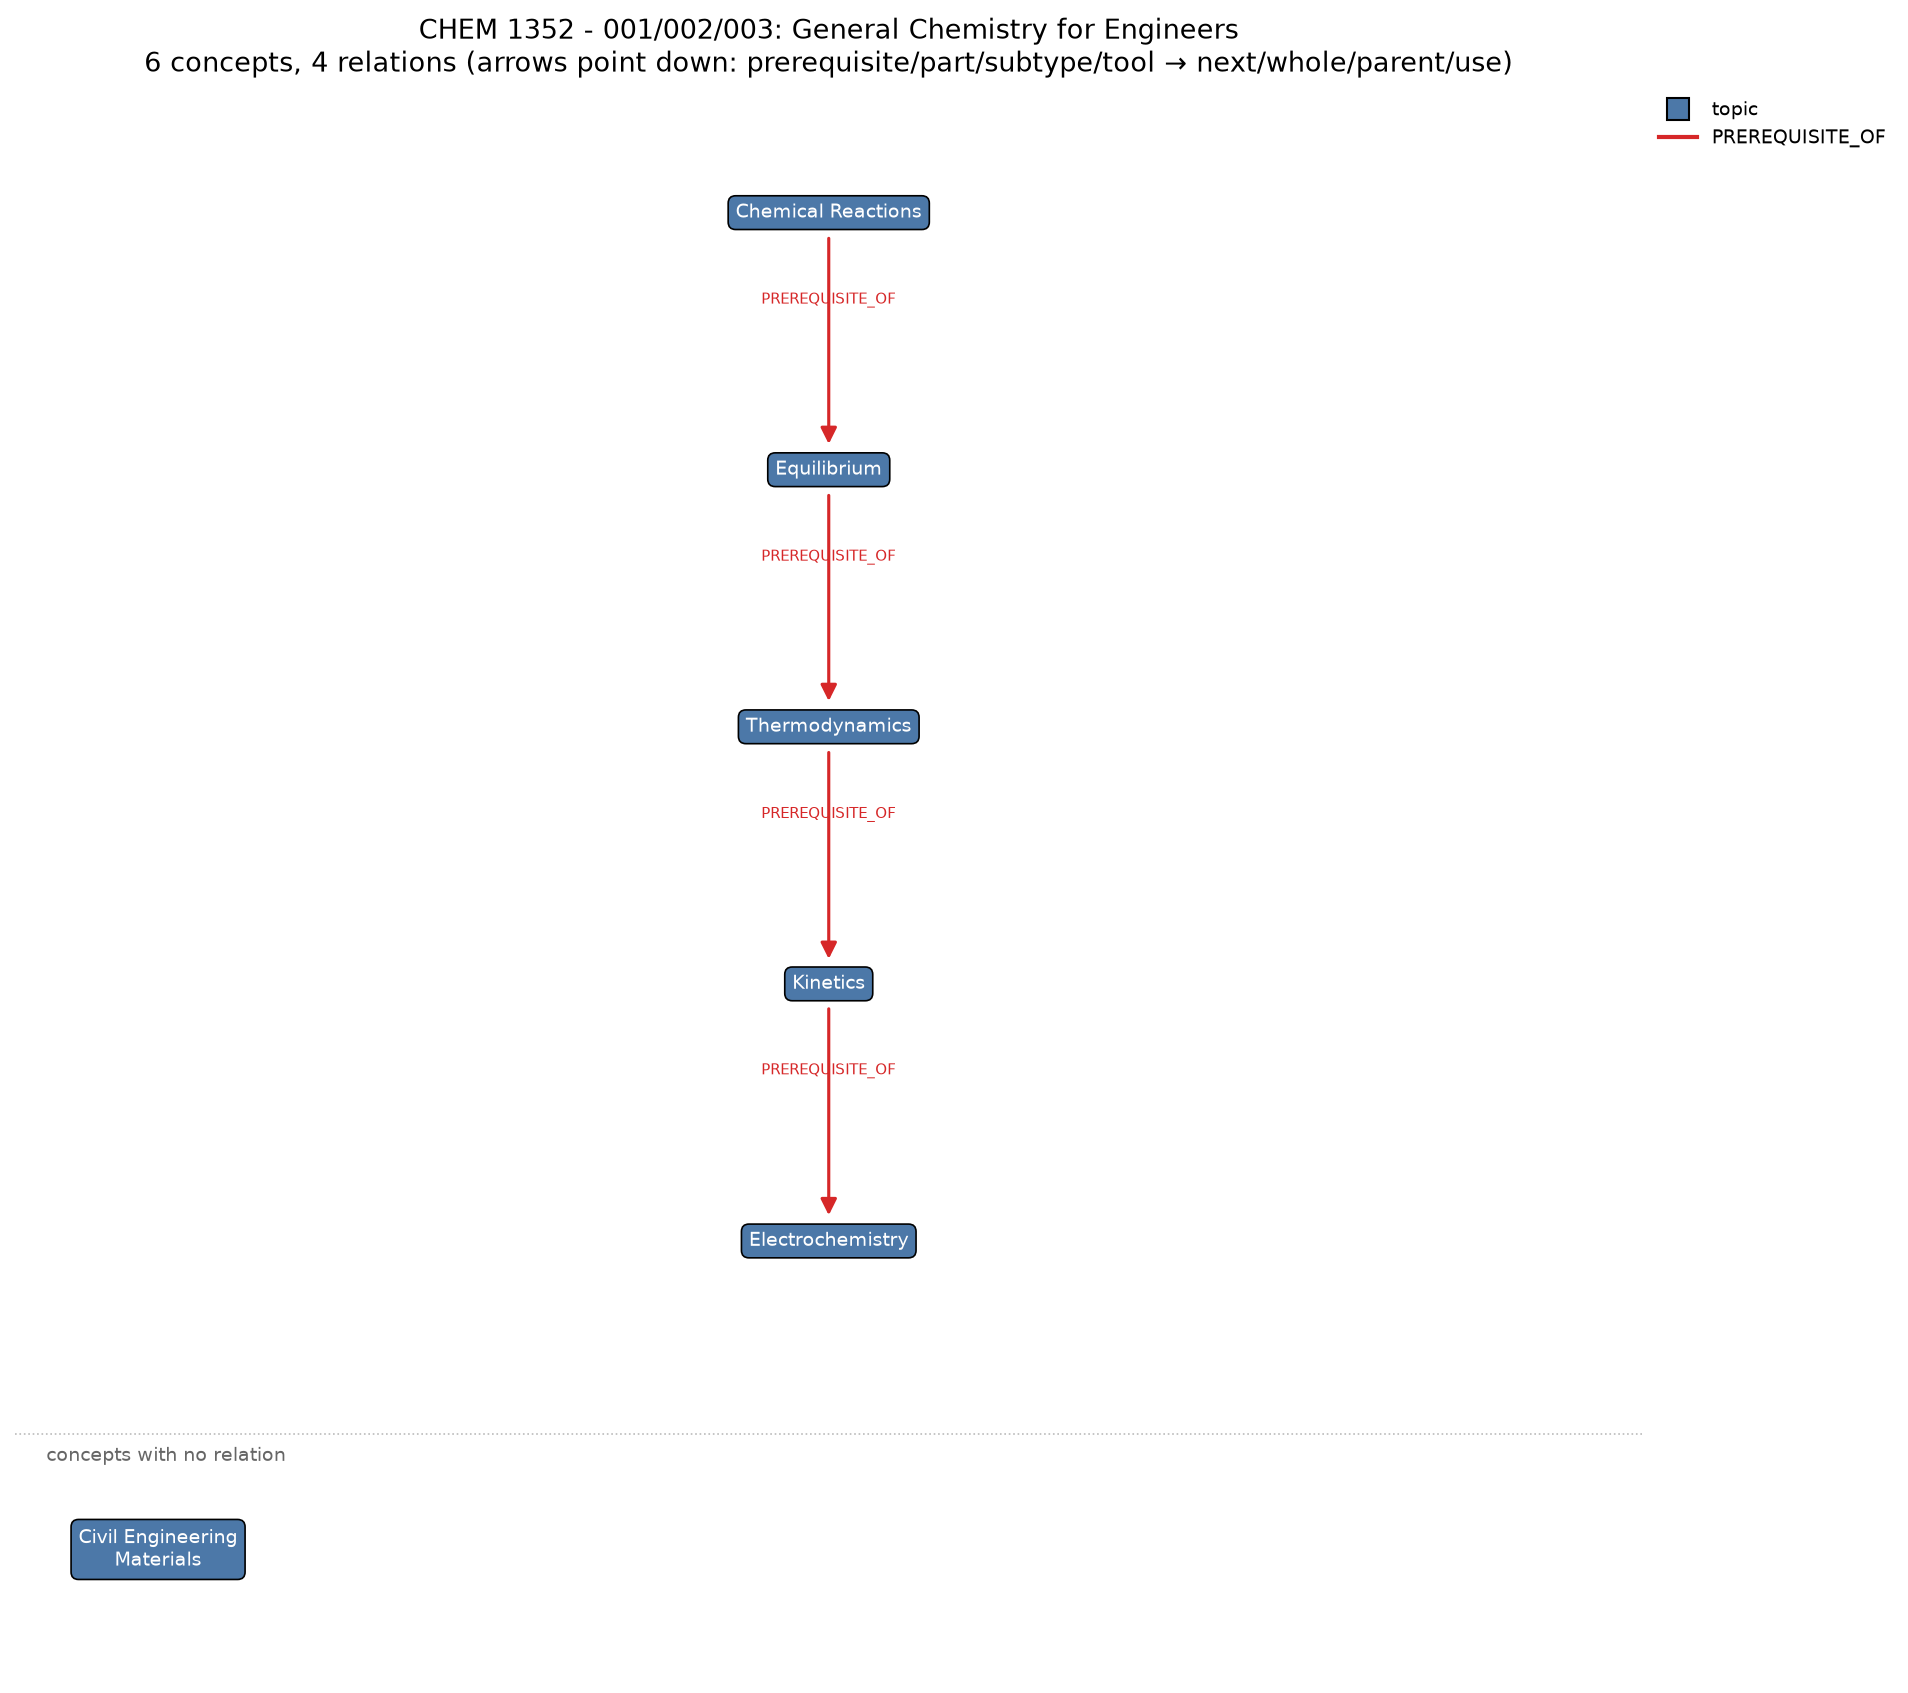 CHEM 1352 - 001/002/003: General Chemistry for Engineers
6 concepts, 4 relations (arrows point down: prerequisite/part/subtype/tool → next/whole/parent/use)
topic
PREREQUISITE_OF
Chemical Reactions
PREREQUISITE_OF
Equilibrium
PREREQUISITE_OF
Thermodynamics
PREREQUISITE_OF
Kinetics
PREREQUISITE_OF
Electrochemistry
concepts with no relation
Civil Engineering
Materials